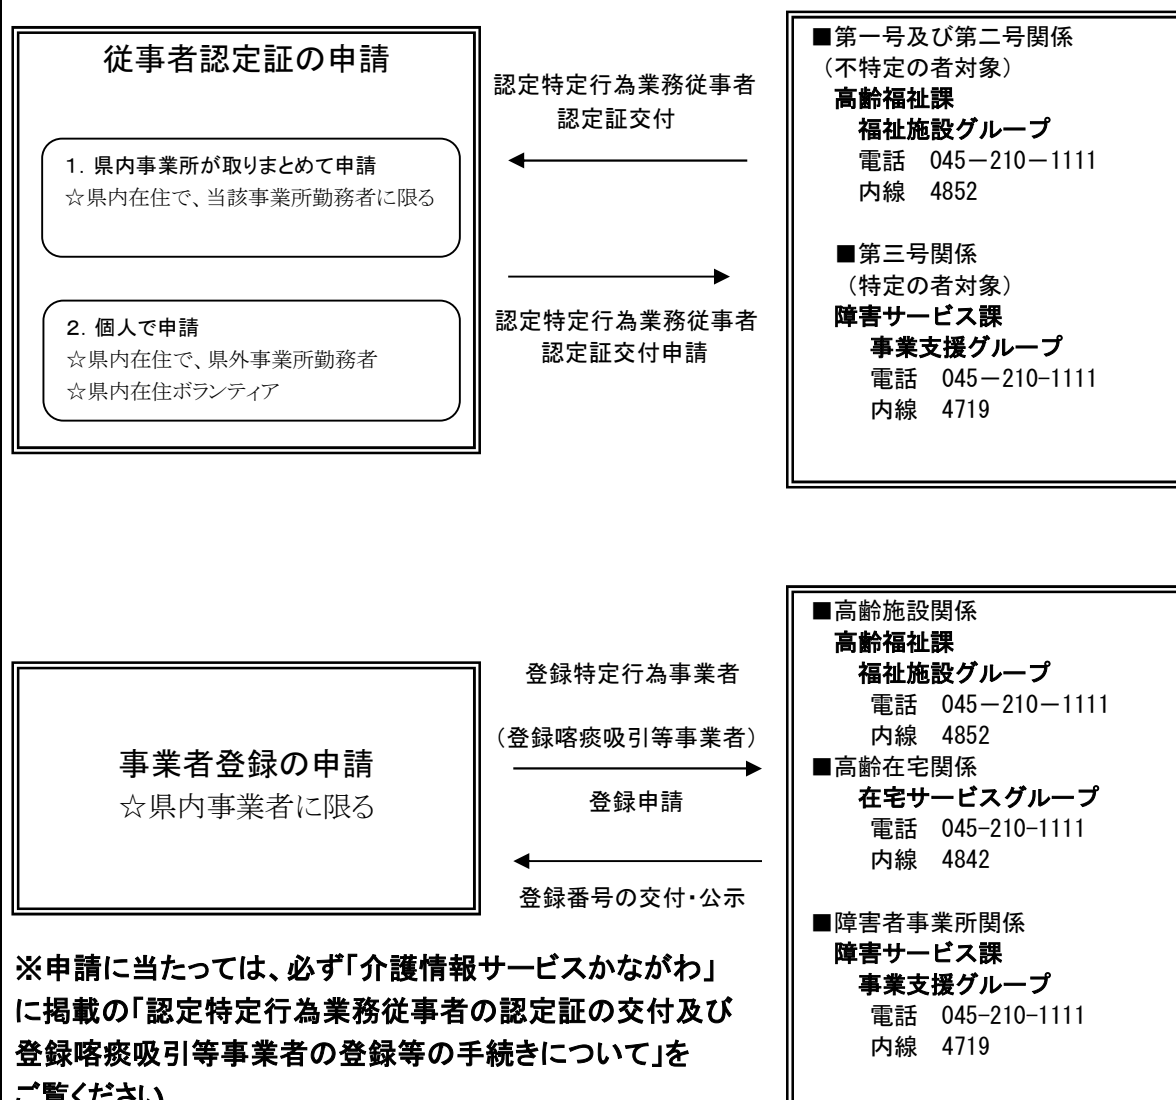 従事者認定証の申請
1．県内事業所が取りまとめて申請
☆県内在住で、当該事業所勤務者に限る
2．個人で申請
☆県内在住で、県外事業所勤務者
☆県内在住ボランティア
認定特定行為業務従事者
認定証交付
認定特定行為業務従事者
認定証交付申請
■第一号及び第二号関係
（不特定の者対象）
高齢福祉課
福祉施設グループ
電話　045－210－1111
内線　4852
■第三号関係
（特定の者対象）
障害サービス課
事業支援グループ
電話　045－210-1111
内線　4719
事業者登録の申請
☆県内事業者に限る
登録特定行為事業者
（登録喀痰吸引等事業者）
登録申請
登録番号の交付・公示
■高齢施設関係
高齢福祉課
福祉施設グループ
電話　045－210－1111
内線　4852
■高齢在宅関係
在宅サービスグループ
電話　045-210-1111
内線　4842
■障害者事業所関係
障害サービス課
事業支援グループ
電話　045-210-1111
内線　4719
※申請に当たっては、必ず「介護情報サービスかながわ」
に掲載の「認定特定行為業務従事者の認定証の交付及び
登録喀痰吸引等事業者の登録等の手続きについて」を
ご覧ください